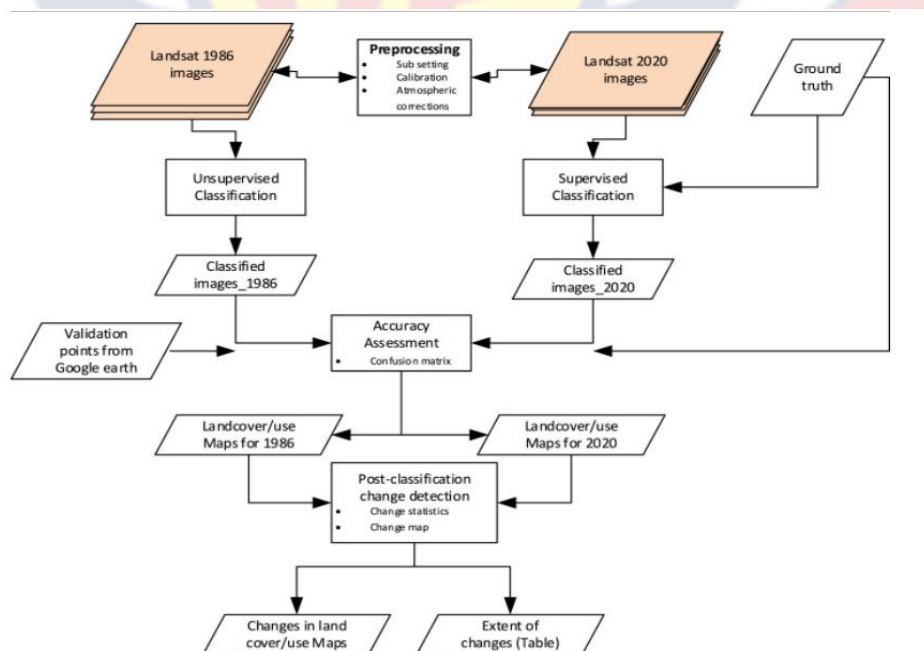 Landsat 1986
images
Preprocessing
Sub setting
Calibration
Atmospheric
corrections
Landsat 2020
images
Ground
truth
Unsupervised
Classification
Supervised
Classification
Classified
images_1986
Classified
images_2020
Validation
points from
Google earth
Accuracy
Assessment
Confusion matrix
Landcover/use
Maps for 1986
Landcover/use
Maps for 2020
Post-classification
change detection
Change statistics
Change map
Changes in land
cover/use Maps
Extent of
changes (Table)